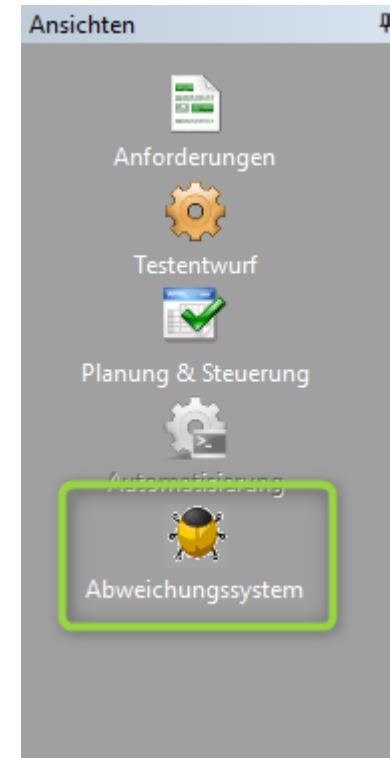 Ansichten
Anforderungen
Testentwurf
Planung & Steuerung
Automatisierung
Abweichungssystem